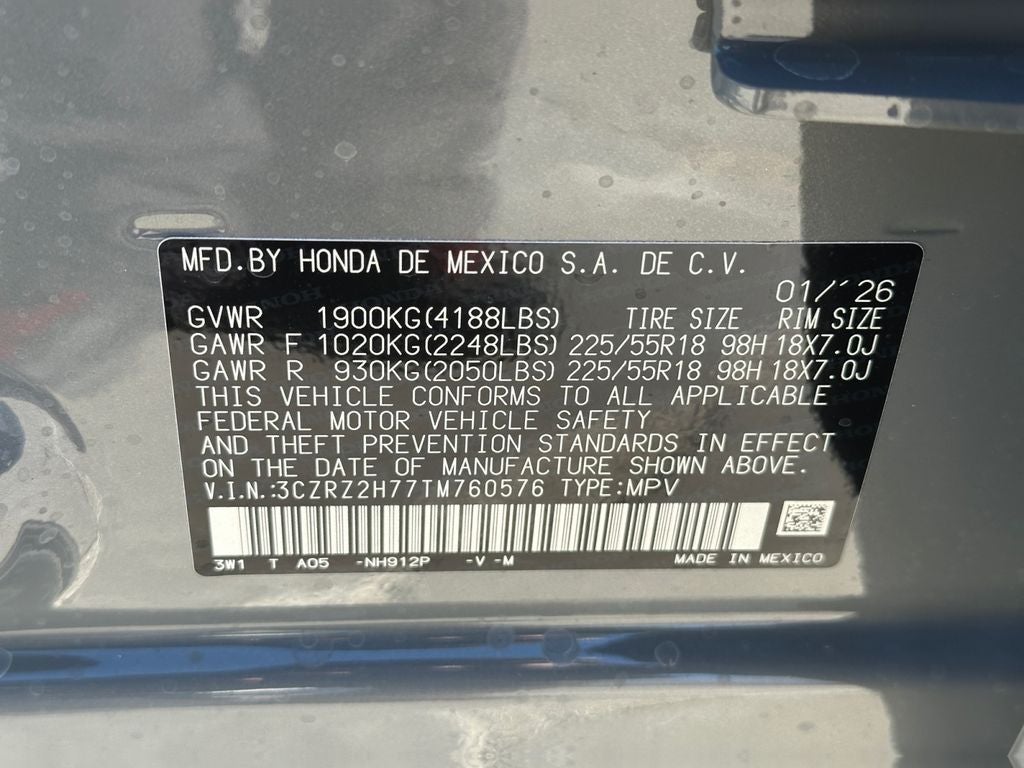 MFD.BY HONDA DE MEXICO S.A. DE C.V.
01/´26
GVWR 1900KG(4188LBS) TIRE SIZE RIM SIZE
GAWR F 1020KG(2248LBS) 225/55R18 98H 18X7.0J
GAWR R 930KG(2050LBS) 225/55R18 98H 18X7.0J
THIS VEHICLE CONFORMS TO ALL APPLICABLE
FEDERAL MOTOR VEHICLE SAFETY
AND THEFT PREVENTION STANDARDS IN EFFECT
ON THE DATE OF MANUFACTURE SHOWN ABOVE.
V.I.N.:3CZRZ2H77TM760576 TYPE:MPV
3W1 T A05 -NH912P -V -M MADE IN MEXICO